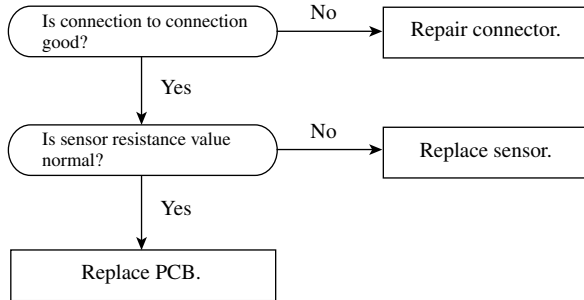 Is connection to connection
good?
No
Repair connector.
Yes
Is sensor resistance value
normal?
No
Replace sensor.
Yes
Replace PCB.